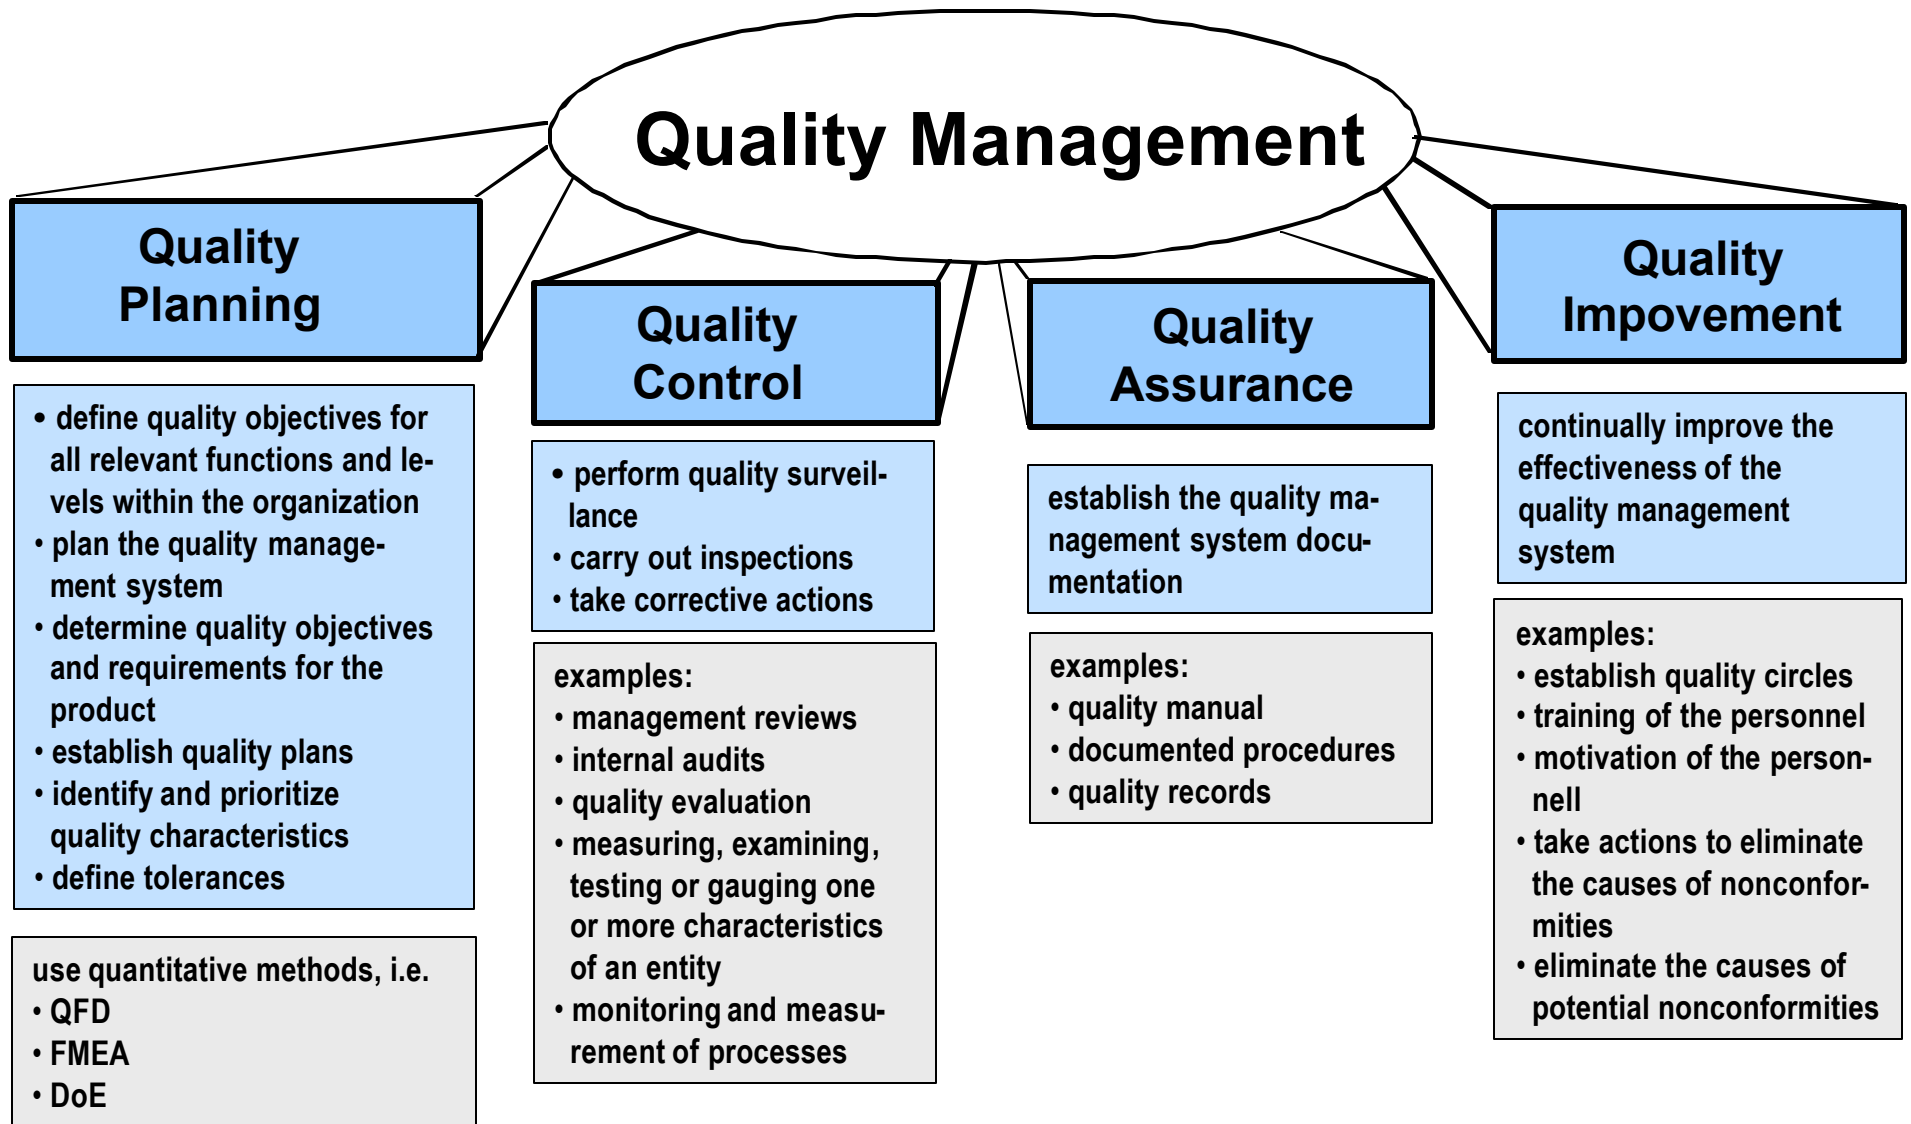 Quality Management
Quality
Planning
• define quality objectives for
all relevant functions and le-
vels within the organization
• plan the quality manage-
ment system
• determine quality objectives
and requirements for the
product
• establish quality plans
• identify and prioritize
quality characteristics
• define tolerances
use quantitative methods, i.e.
• QFD
• FMEA
• DoE
Quality
Control
• perform quality surveil-
lance
• carry out inspections
• take corrective actions
examples:
• management reviews
• internal audits
• quality evaluation
• measuring, examining,
testing or gauging one
or more characteristics
of an entity
• monitoring and measu-
rement of processes
Quality
Assurance
establish the quality ma-
nagement system docu-
mentation
examples:
• quality manual
• documented procedures
• quality records
Quality
Impovement
continually improve the
effectiveness of the
quality management
system
examples:
• establish quality circles
• training of the personnel
• motivation of the person-
nell
• take actions to eliminate
the causes of nonconfor-
mities
• eliminate the causes of
potential nonconformities